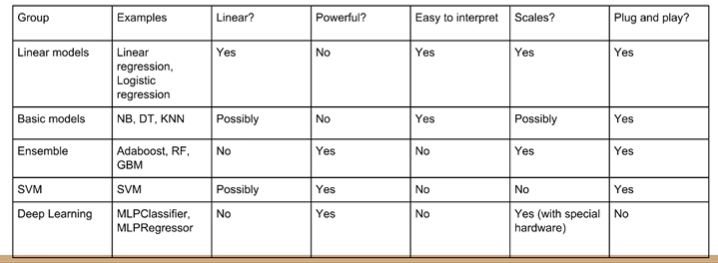 Group Examples Linear? Powerful? Easy to interpret Scales? Plug and play?
Linear models Linear regression, Logistic regression Yes No Yes Yes Yes
Basic models NB, DT, KNN Possibly No Yes Possibly Yes
Ensemble Adaboost, RF, GBM No Yes No Yes Yes
SVM SVM Possibly Yes No No Yes
Deep Learning MLPClassifier, MLPRegressor No Yes No Yes (with special hardware) No